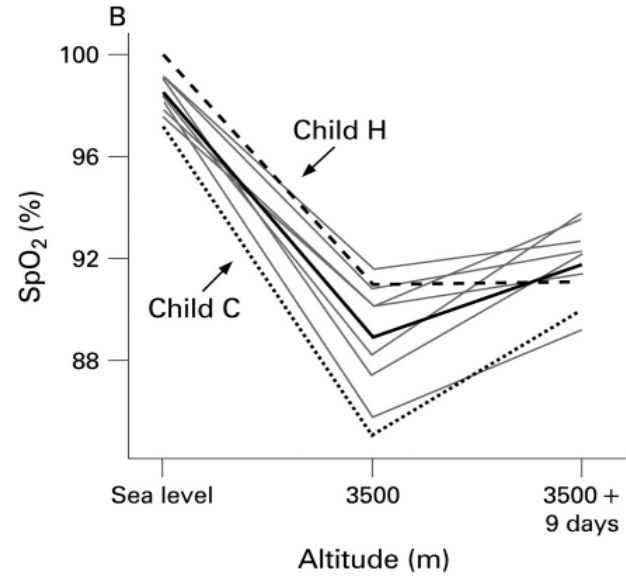 B
100
96
92
88
SpO₂ (%)
Child H
Child C
Sea level
3500
3500 +
9 days
Altitude (m)